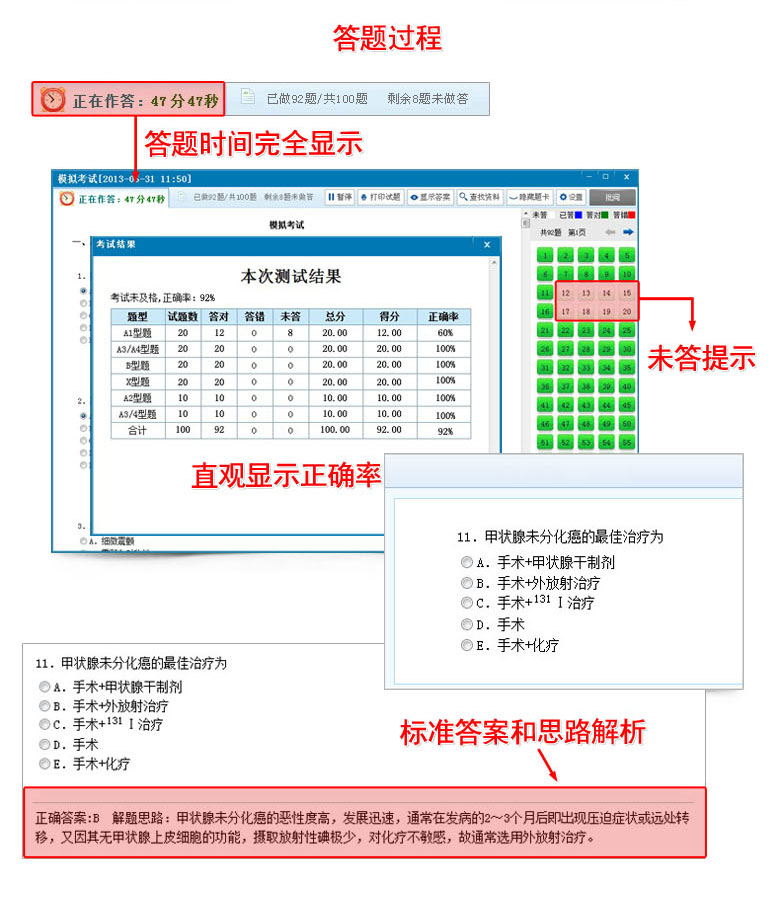 答题过程
正在作答：47分47秒 已做92题/共100题 剩余8题未做答
答题时间完全显示
模拟考试[2013-05-31 11:50]
正在作答：47分47秒 已做92题/共100题 剩余8题未做答 暂停 打印试题 显示答案 查找资料 隐藏题卡 设置
模拟考试
未答 已答 答对 答错
共92题 第1页
一、
考试结果
本次测试结果
考试未及格,正确率：92%
题型 试题数 答对 答错 未答 总分 得分 正确率
A1型题 20 12 0 8 20.00 12.00 60%
A3/A4型题 20 20 0 0 20.00 20.00 100%
B型题 20 20 0 0 20.00 20.00 100%
X型题 20 20 0 0 20.00 20.00 100%
A2型题 10 10 0 0 10.00 10.00 100%
A3/4型题 10 10 0 0 10.00 10.00 100%
合计 100 92 0 0 100.00 92.00 92%
1.
2.
3.
A. 细微震颤
1 2 3 4 5
6 7 8 9 10
11 12 13 14 15
16 17 18 19 20
21 22 23 24 25
26 27 28 29 30
31 32 33 34 35
36 37 38 39 40
41 42 43 44 45
46 47 48 49 50
51 52 53 54 55
未答提示
直观显示正确率
11. 甲状腺未分化癌的最佳治疗为
A. 手术+甲状腺干制剂
B. 手术+外放射治疗
C. 手术+¹³¹Ｉ治疗
D. 手术
E. 手术+化疗
11. 甲状腺未分化癌的最佳治疗为
A. 手术+甲状腺干制剂
B. 手术+外放射治疗
C. 手术+¹³¹Ｉ治疗
D. 手术
E. 手术+化疗
标准答案和思路解析
正确答案:B 解题思路：甲状腺未分化癌的恶性度高，发展迅速，通常在发病的2～3个月后即出现压迫症状或远处转
移，又因其无甲状腺上皮细胞的功能，摄取放射性碘极少，对化疗不敏感，故通常选用外放射治疗。